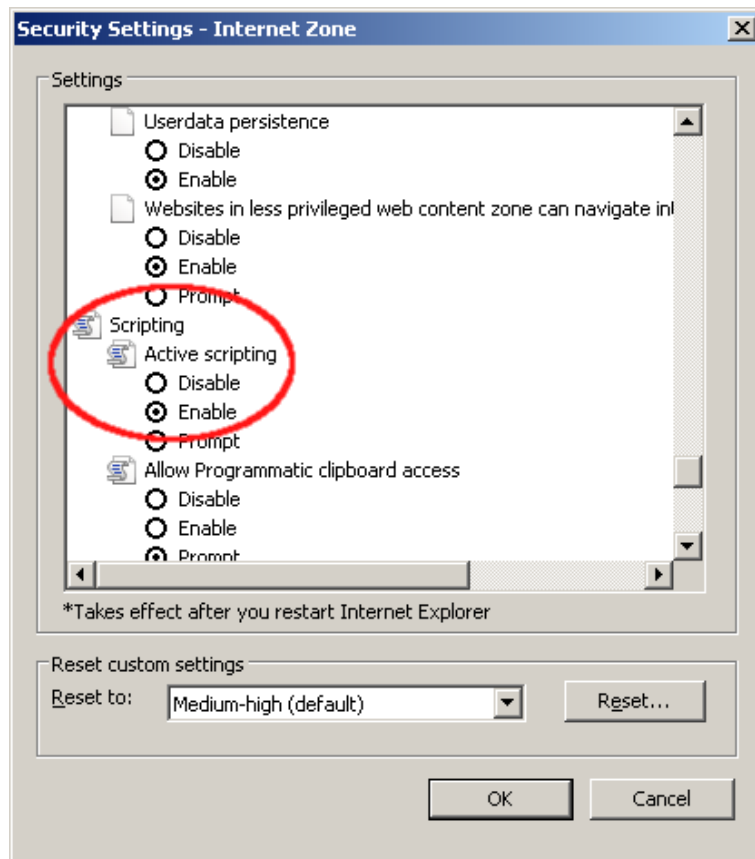 Security Settings - Internet Zone
Settings
Userdata persistence
Disable
Enable
Websites in less privileged web content zone can navigate
Disable
Enable
Prompt
Scripting
Active scripting
Disable
Enable
Prompt
Allow Programmatic clipboard access
Disable
Enable
Prompt
*Takes effect after you restart Internet Explorer
Reset custom settings
Reset to:
Medium-high (default)
Reset...
OK
Cancel